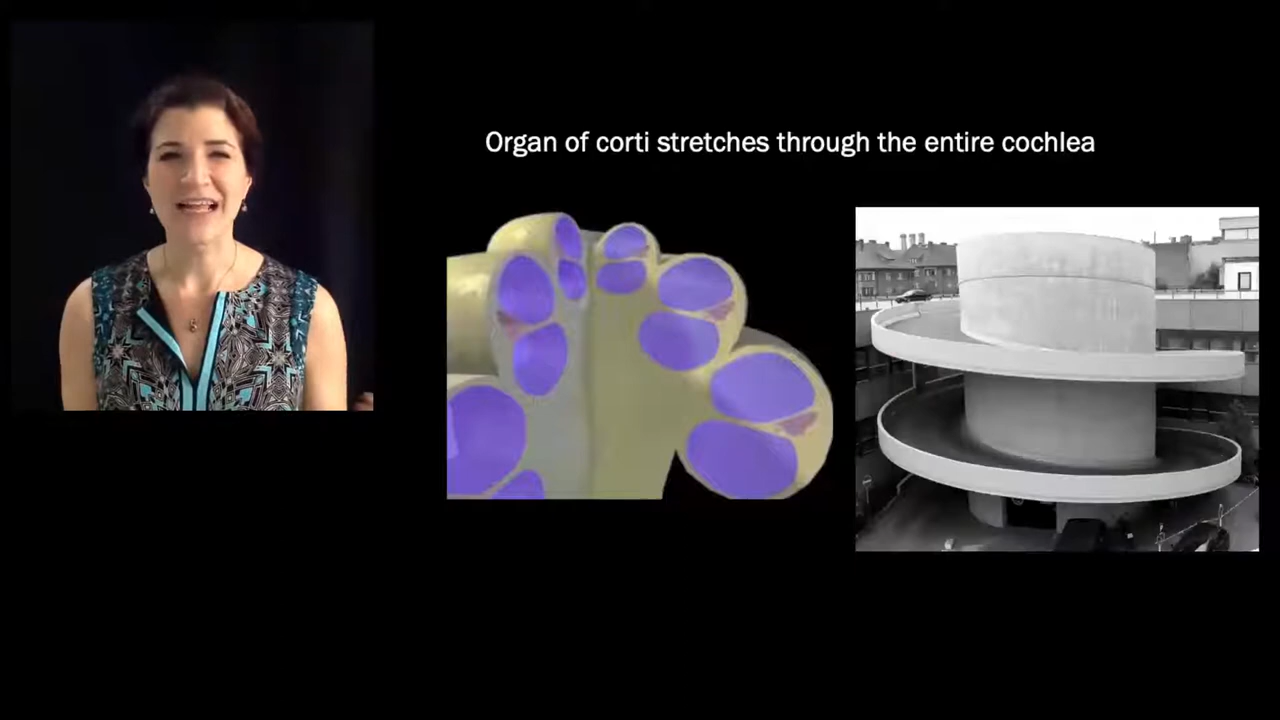 Organ of corti stretches through the entire cochlea